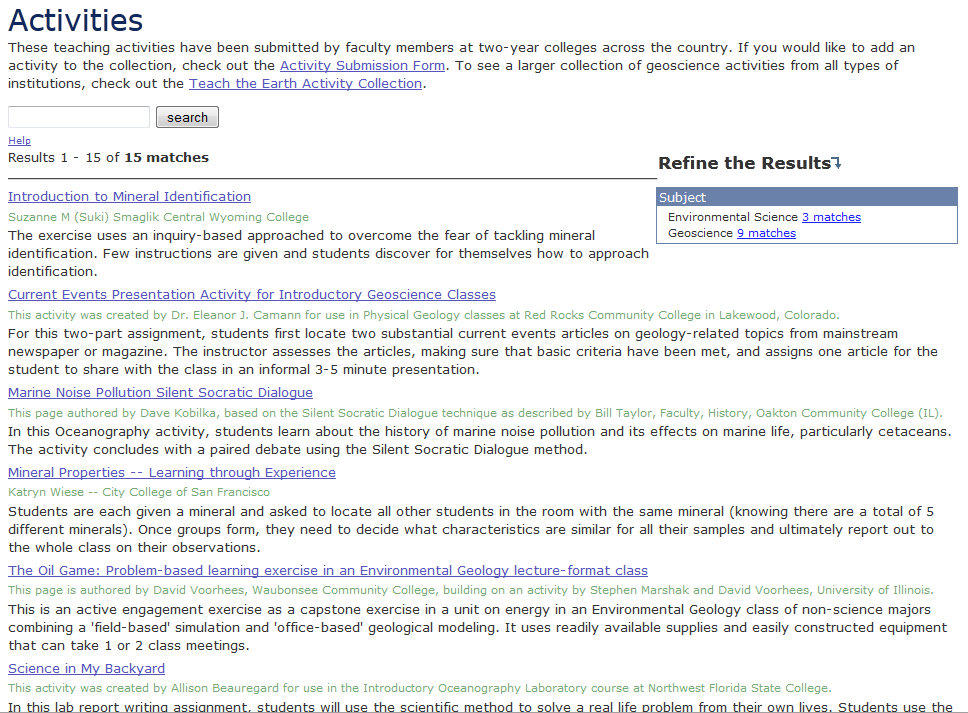 Activities
These teaching activities have been submitted by faculty members at two-year colleges across the country. If you would like to add an
activity to the collection, check out the Activity Submission Form. To see a larger collection of geoscience activities from all types of
institutions, check out the Teach the Earth Activity Collection.
search
Help
Results 1 - 15 of 15 matches
Refine the Results
Subject
Environmental Science 3 matches
Geoscience 9 matches
Introduction to Mineral Identification
Suzanne M (Suki) Smaglik Central Wyoming College
The exercise uses an inquiry-based approached to overcome the fear of tackling mineral
identification. Few instructions are given and students discover for themselves how to approach
identification.
Current Events Presentation Activity for Introductory Geoscience Classes
This activity was created by Dr. Eleanor J. Camann for use in Physical Geology classes at Red Rocks Community College in Lakewood, Colorado.
For this two-part assignment, students first locate two substantial current events articles on geology-related topics from mainstream
newspaper or magazine. The instructor assesses the articles, making sure that basic criteria have been met, and assigns one article for the
student to share with the class in an informal 3-5 minute presentation.
Marine Noise Pollution Silent Socratic Dialogue
This page authored by Dave Kobilka, based on the Silent Socratic Dialogue technique as described by Bill Taylor, Faculty, History, Oakton Community College (IL).
In this Oceanography activity, students learn about the history of marine noise pollution and its effects on marine life, particularly cetaceans.
The activity concludes with a paired debate using the Silent Socratic Dialogue method.
Mineral Properties -- Learning through Experience
Katryn Wiese -- City College of San Francisco
Students are each given a mineral and asked to locate all other students in the room with the same mineral (knowing there are a total of 5
different minerals). Once groups form, they need to decide what characteristics are similar for all their samples and ultimately report out to
the whole class on their observations.
The Oil Game: Problem-based learning exercise in an Environmental Geology lecture-format class
This page is authored by David Voorhees, Waubonsee Community College, building on an activity by Stephen Marshak and David Voorhees, University of Illinois.
This is an active engagement exercise as a capstone exercise in a unit on energy in an Environmental Geology class of non-science majors
combining a 'field-based' simulation and 'office-based' geological modeling. It uses readily available supplies and easily constructed equipment
that can take 1 or 2 class meetings.
Science in My Backyard
This activity was created by Allison Beauregard for use in the Introductory Oceanography Laboratory course at Northwest Florida State College.
In this lab report writing assignment, students will use the scientific method to solve a real life problem from their own lives. Students use the